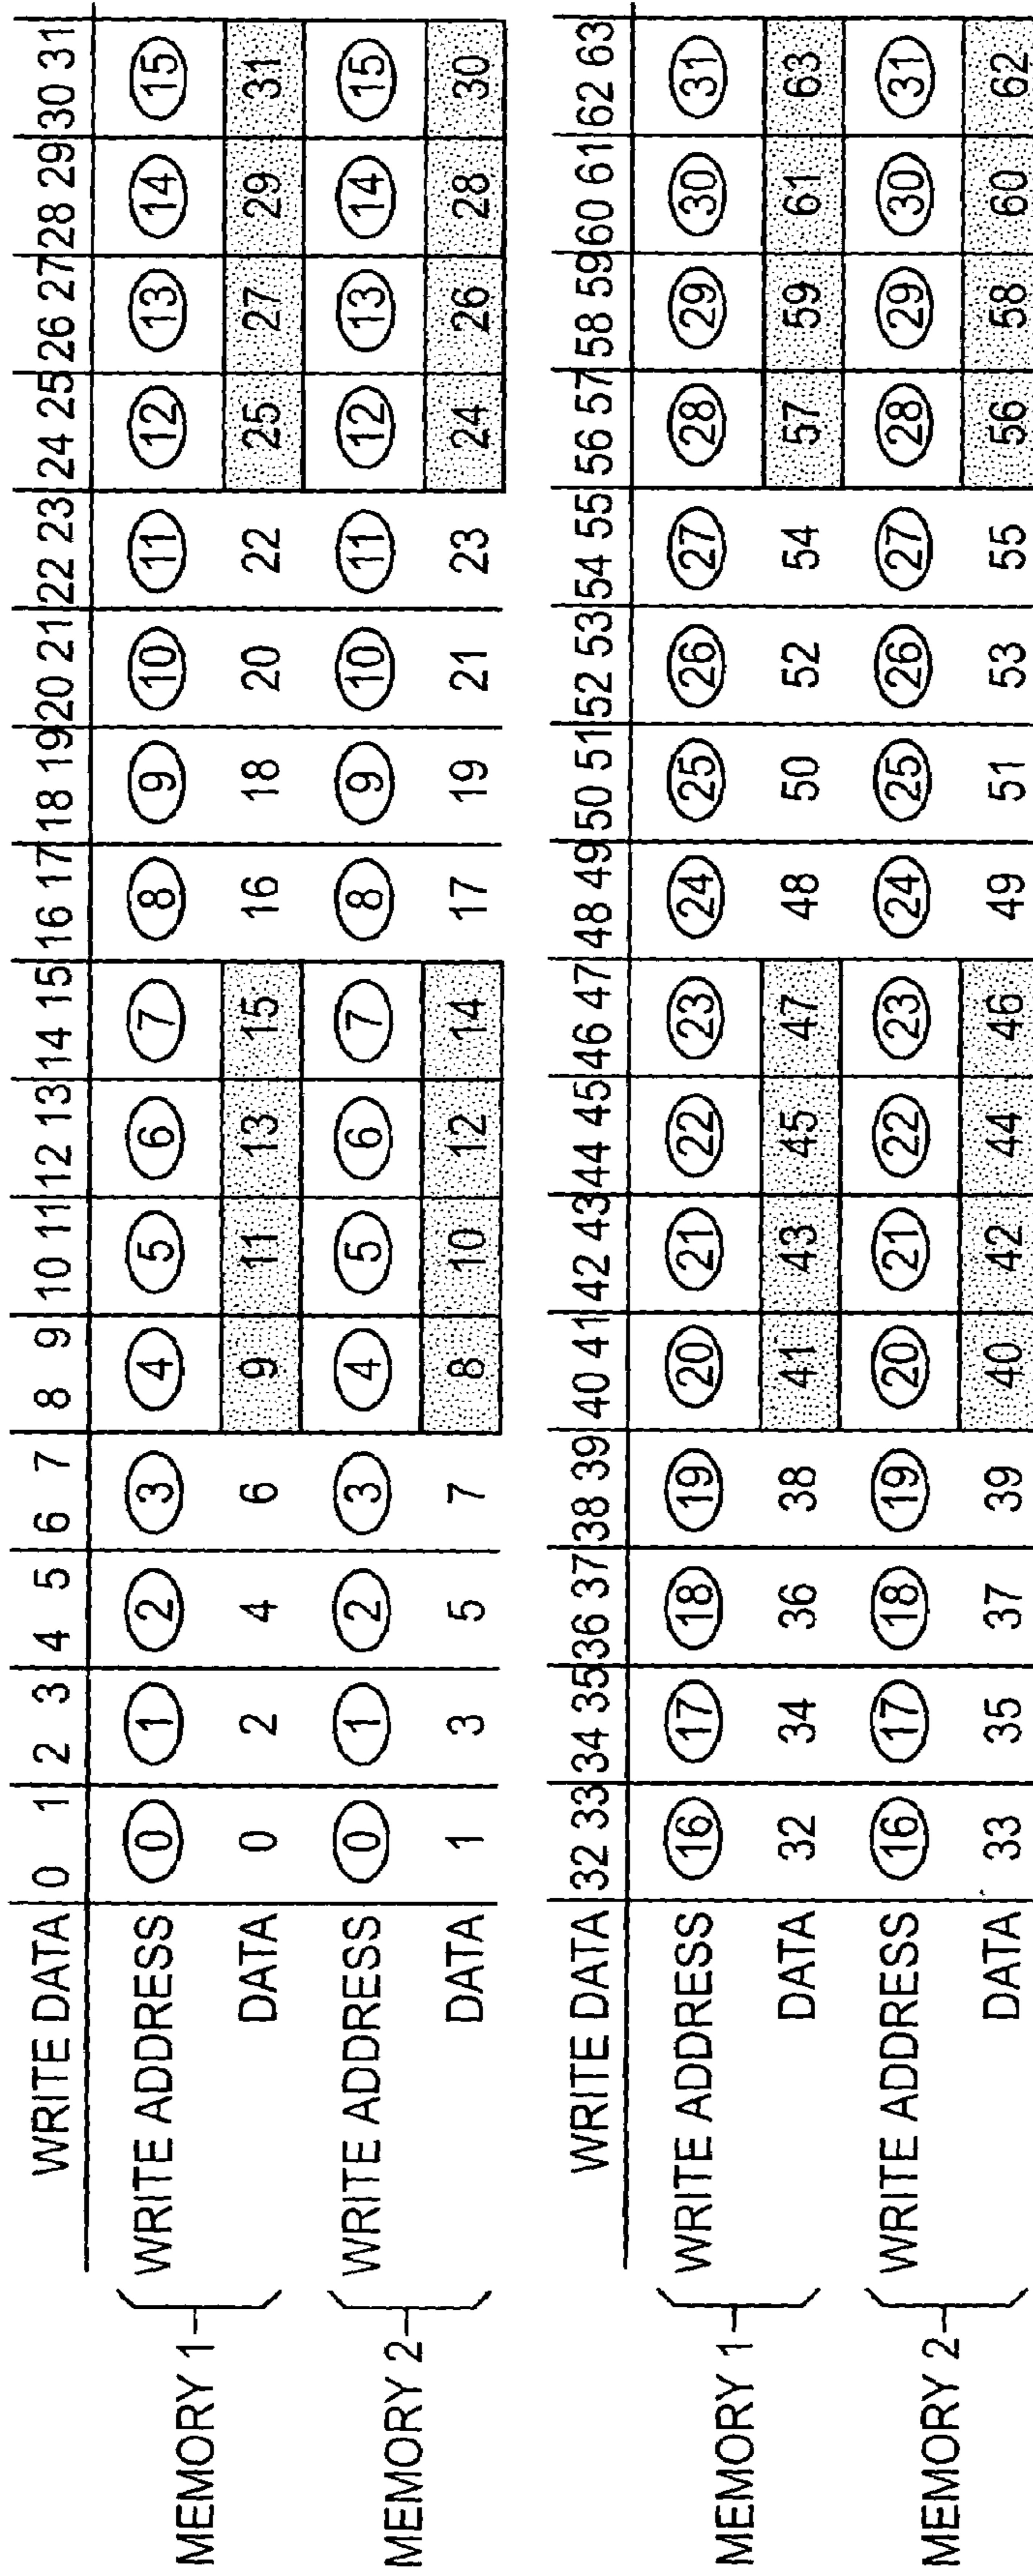 WRITE DATA 0 1 2 3 4 5 6 7 8 9 10 11 12 13 14 15 16 17 18 19 20 21 22 23 24 25 26 27 28 29 30 31
MEMORY 1
WRITE ADDRESS 0 1 2 3 4 5 6 7 8 9 10 11 12 13 14 15
DATA 0 2 4 6 9 11 13 15 16 18 20 22 25 27 29 31
MEMORY 2
WRITE ADDRESS 0 1 2 3 4 5 6 7 8 9 10 11 12 13 14 15
DATA 1 3 5 7 8 10 12 14 17 19 21 23 24 26 28 30
WRITE DATA 32 33 34 35 36 37 38 39 40 41 42 43 44 45 46 47 48 49 50 51 52 53 54 55 56 57 58 59 60 61 62 63
MEMORY 1
WRITE ADDRESS 16 17 18 19 20 21 22 23 24 25 26 27 28 29 30 31
DATA 32 34 36 38 41 43 45 47 48 50 52 54 57 59 61 63
MEMORY 2
WRITE ADDRESS 16 17 18 19 20 21 22 23 24 25 26 27 28 29 30 31
DATA 33 35 37 39 40 42 44 46 49 51 53 55 56 58 60 62